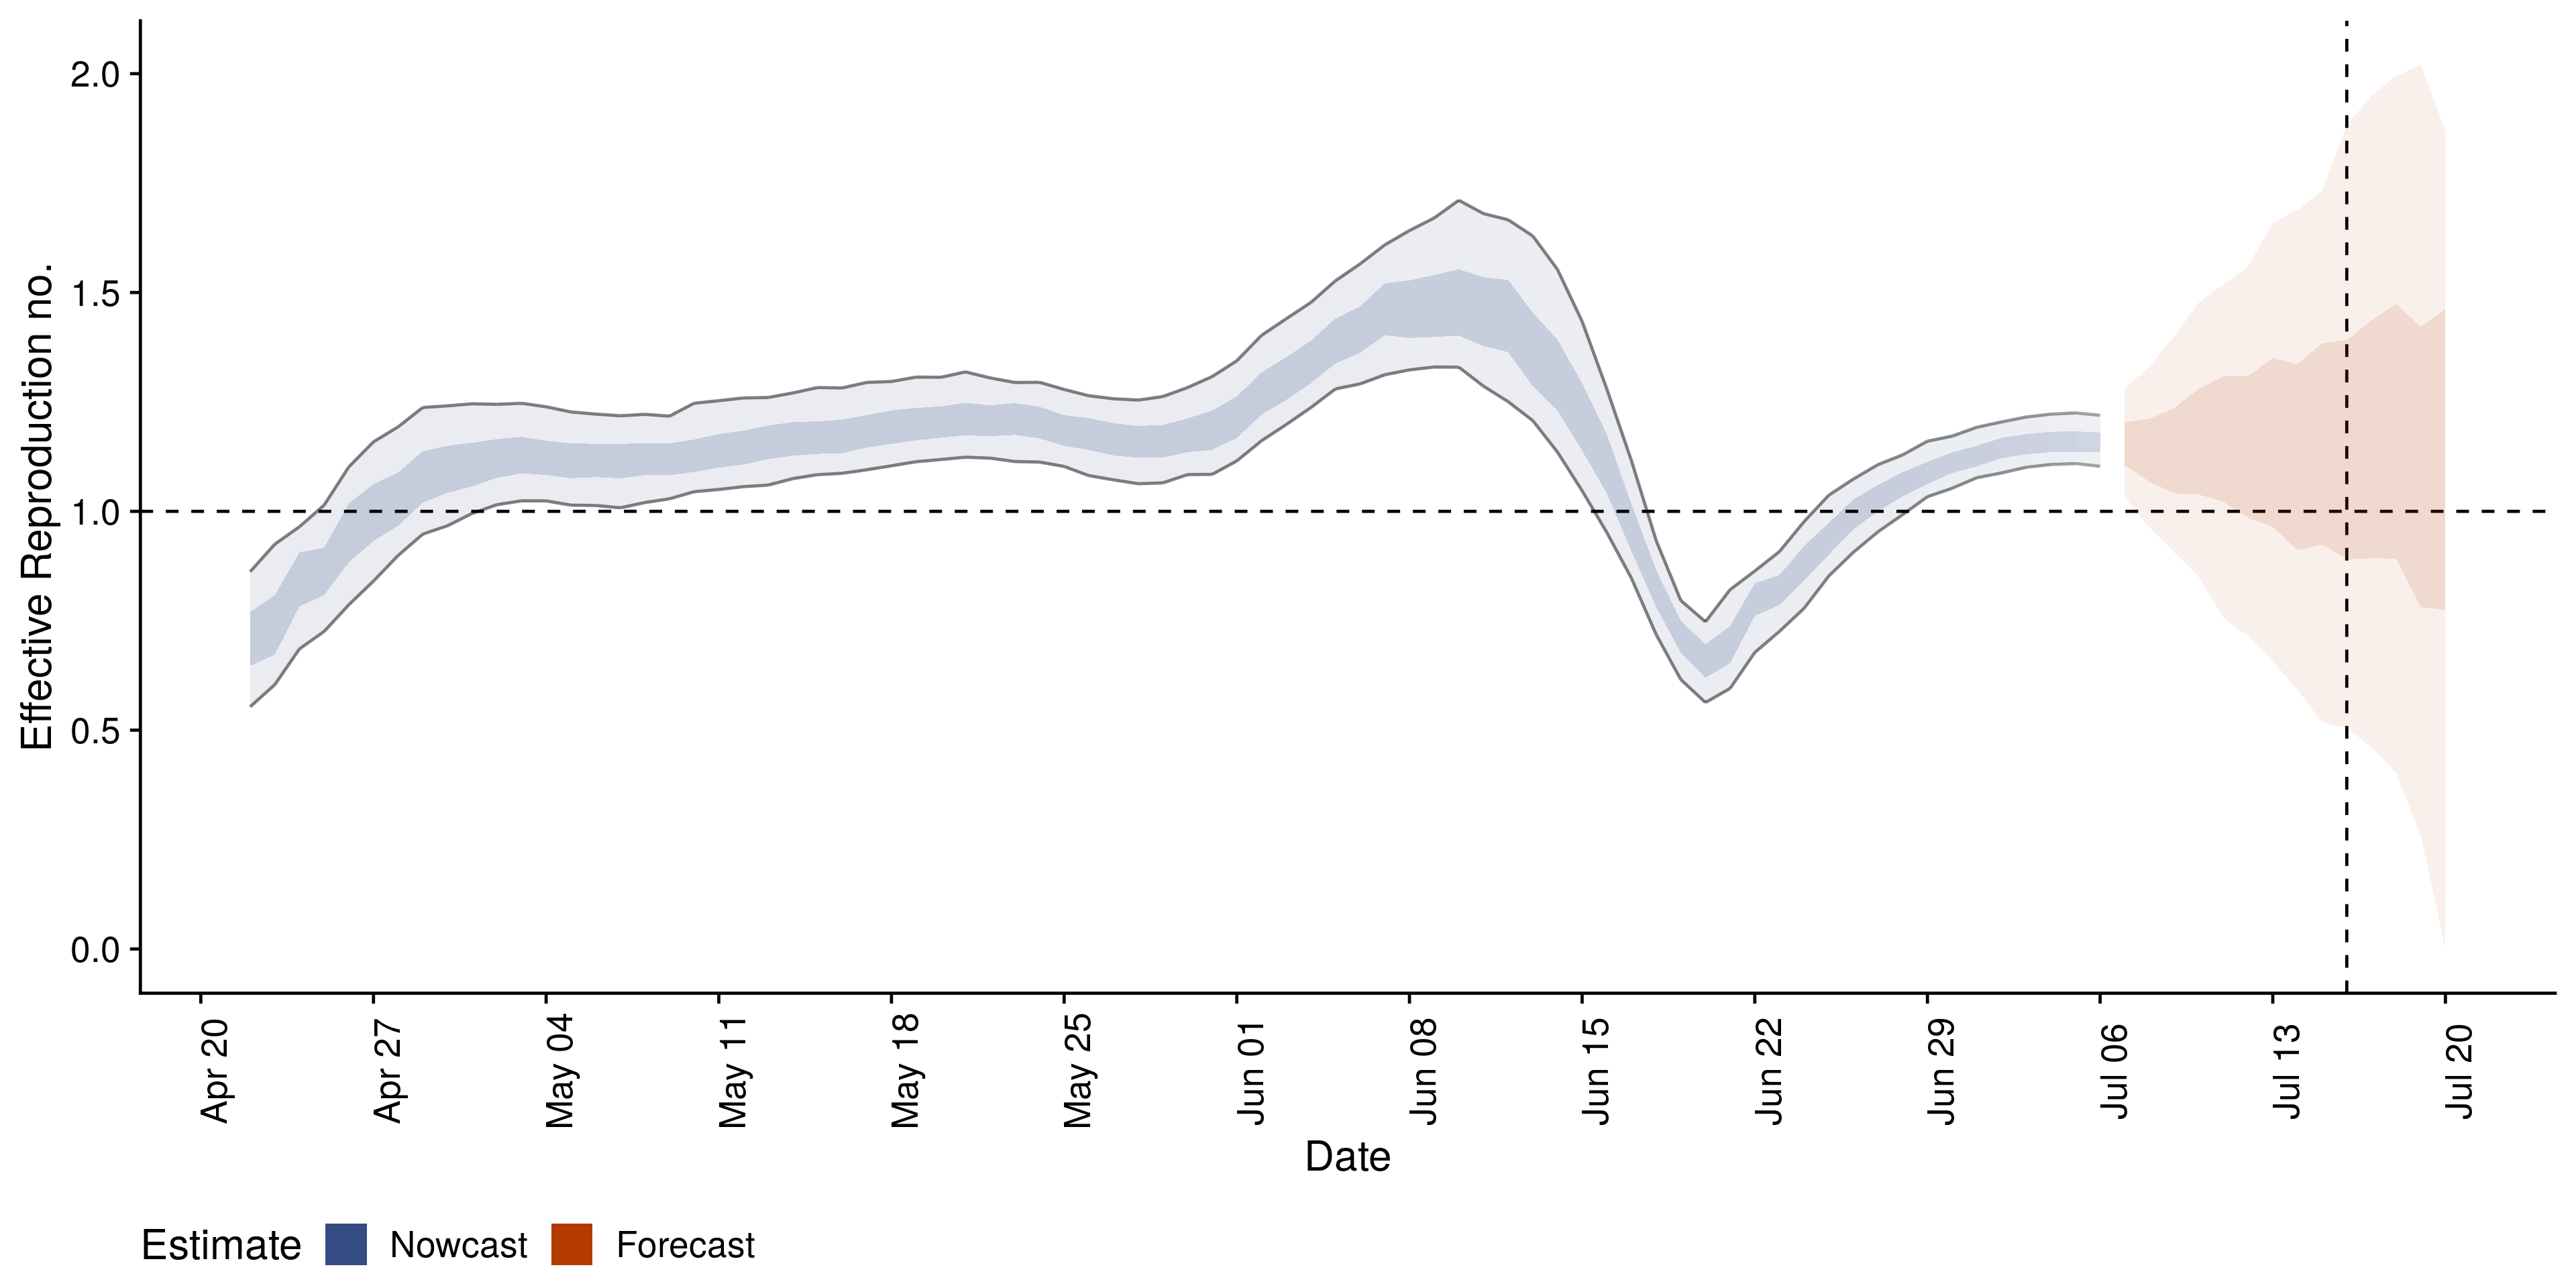 Effective Reproduction no.
2.0
1.5
1.0
0.5
0.0
Apr 20
Apr 27
May 04
May 11
May 18
May 25
Jun 01
Jun 08
Jun 15
Jun 22
Jun 29
Jul 06
Jul 13
Jul 20
Date
Estimate Nowcast Forecast